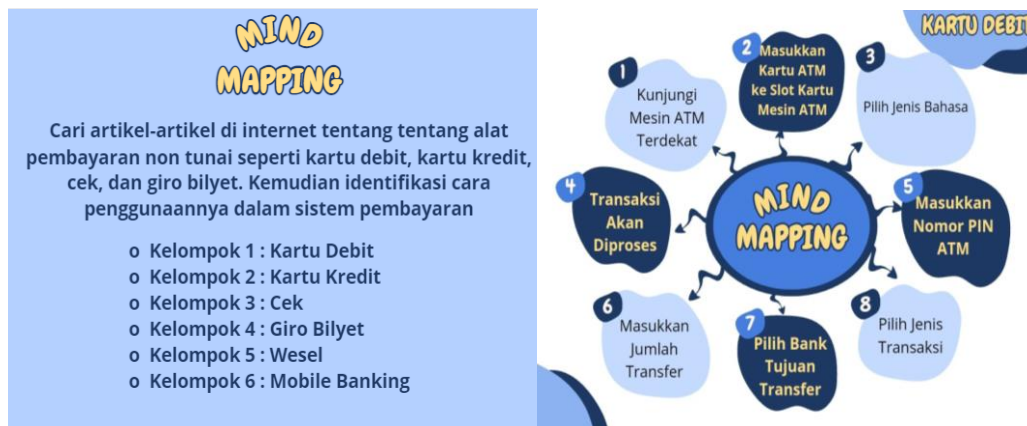 MIND
MAPPING
Cari artikel-artikel di internet tentang tentang alat
pembayaran non tunai seperti kartu debit, kartu kredit,
cek, dan giro bilyet. Kemudian identifikasi cara
penggunaannya dalam sistem pembayaran
o Kelompok 1 : Kartu Debit
o Kelompok 2 : Kartu Kredit
o Kelompok 3 : Cek
o Kelompok 4 : Giro Bilyet
o Kelompok 5 : Wesel
o Kelompok 6 : Mobile Banking
KARTU DEBIT
1
Kunjungi
Mesin ATM
Terdekat
2
Masukkan
Kartu ATM
ke Slot Kartu
Mesin ATM
3
Pilih Jenis Bahasa
4
Transaksi
Akan
Diproses
MIND
MAPPING
5
Masukkan
Nomor PIN
ATM
6
Masukkan
Jumlah
Transfer
7
Pilih Bank
Tujuan
Transfer
8
Pilih Jenis
Transaksi